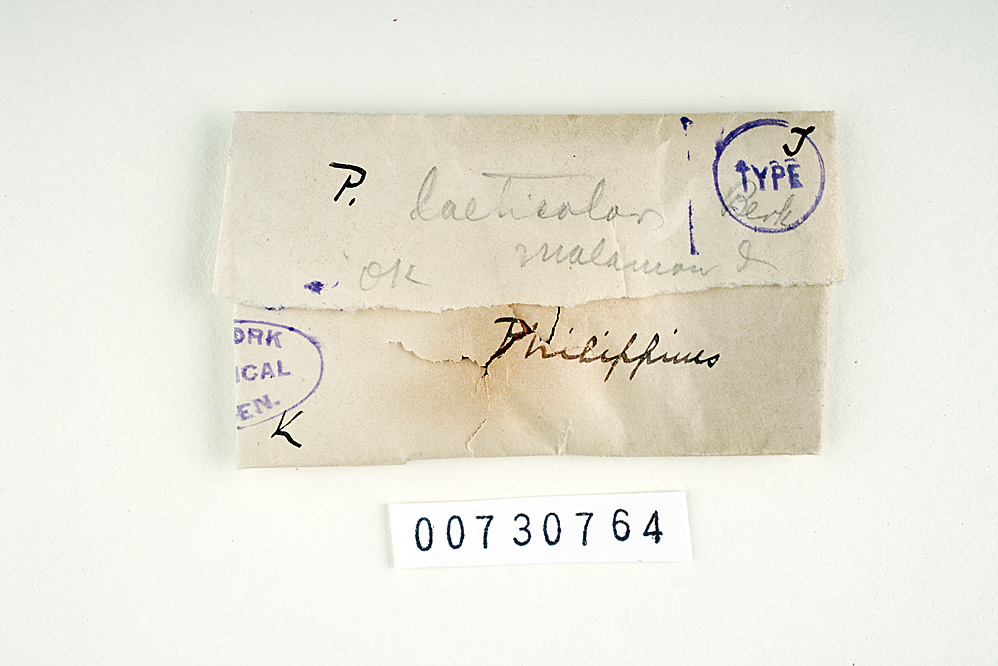 J
TYPE
P. laeticolor Berk
OK
Philippines
ORK
ICAL
EN.
K
00730764